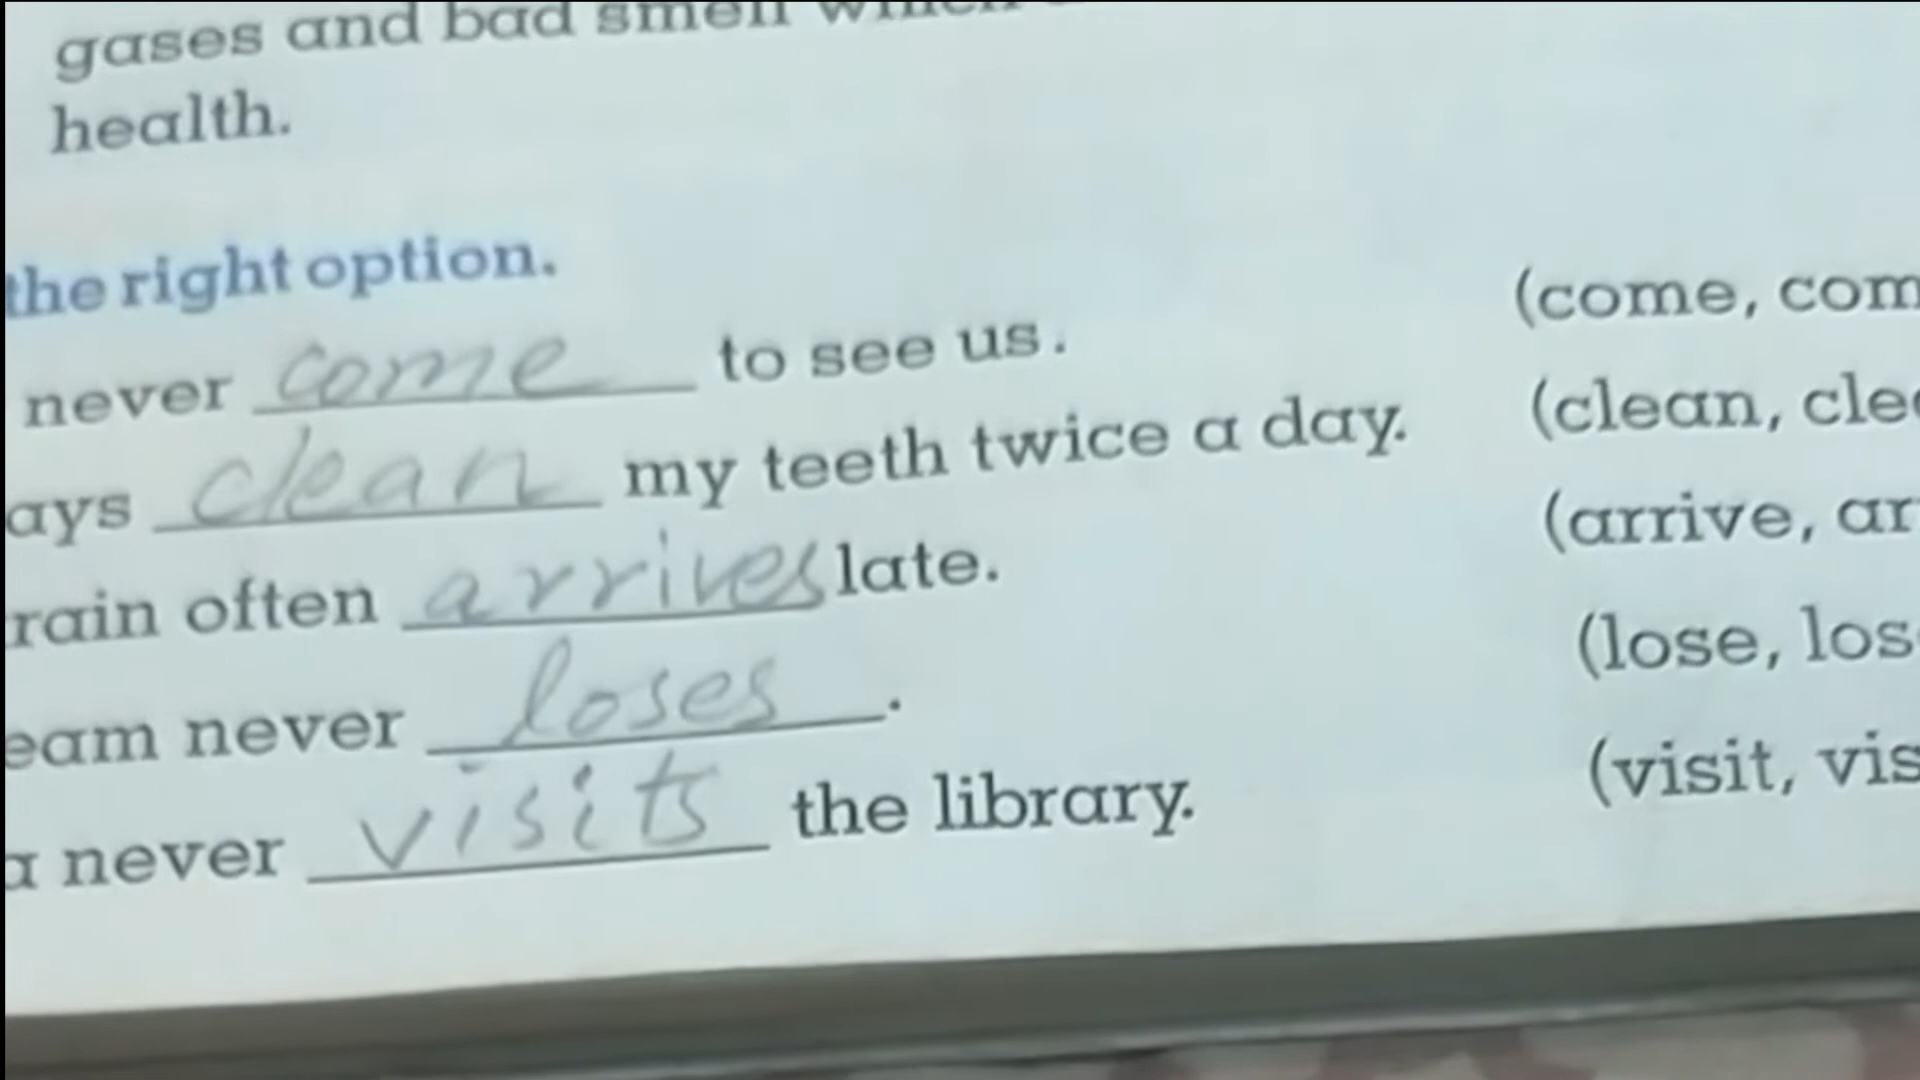 gases and bad smell which
health.
the right option.
never come to see us. (come, com
ays clean my teeth twice a day. (clean, clea
rain often arrives late. (arrive, ar
eam never loses. (lose, los
a never visits the library. (visit, vis